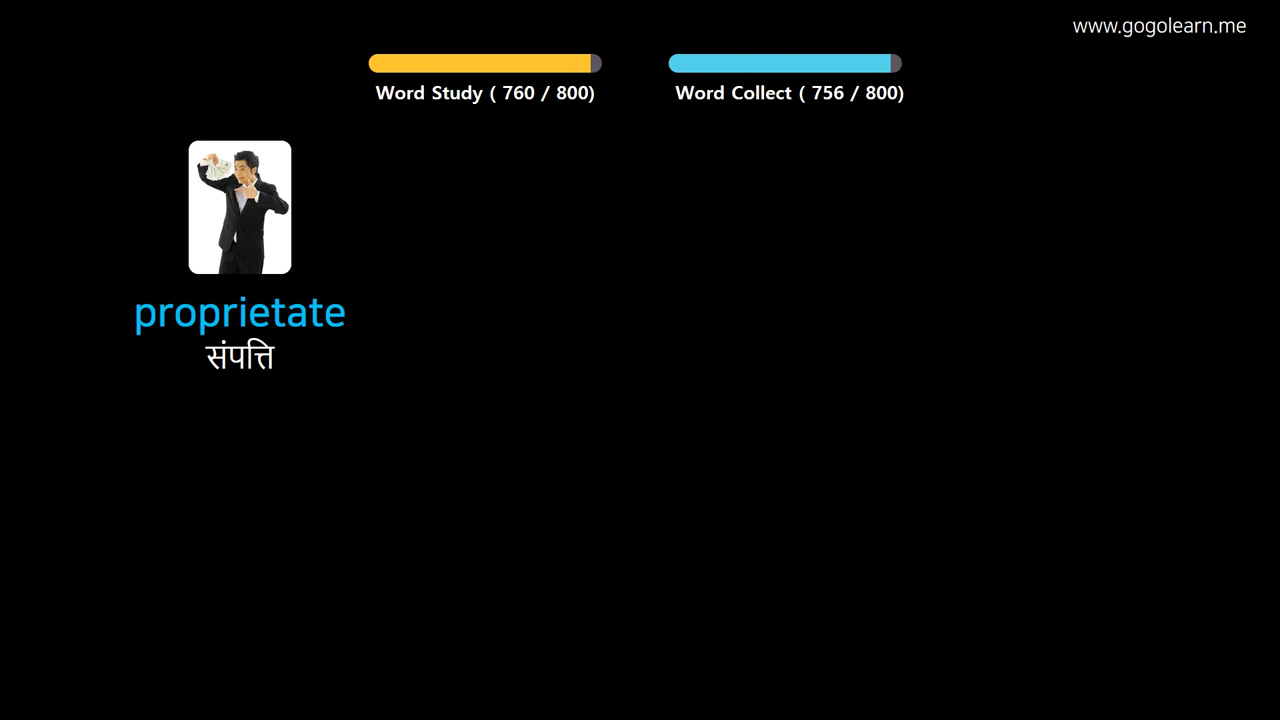 www.gogolearn.me
Word Study ( 760 / 800)
Word Collect ( 756 / 800)
proprietate
संपत्ति